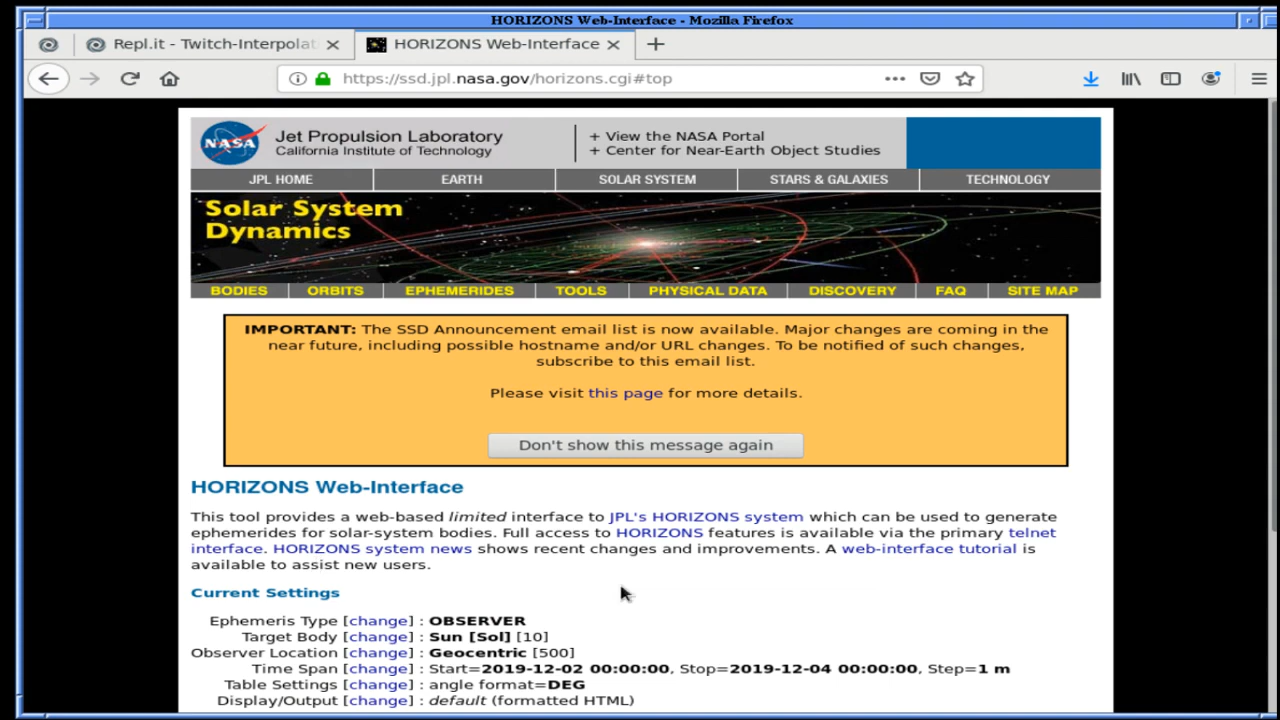 HORIZONS Web-Interface - Mozilla Firefox
Repl.it - Twitch-Interpolat
HORIZONS Web-Interface
https://ssd.jpl.nasa.gov/horizons.cgi#top
NASA
Jet Propulsion Laboratory
California Institute of Technology
+ View the NASA Portal
+ Center for Near-Earth Object Studies
JPL HOME EARTH SOLAR SYSTEM STARS & GALAXIES TECHNOLOGY
Solar System
Dynamics
BODIES ORBITS EPHEMERIDES TOOLS PHYSICAL DATA DISCOVERY FAQ SITE MAP
IMPORTANT: The SSD Announcement email list is now available. Major changes are coming in the
near future, including possible hostname and/or URL changes. To be notified of such changes,
subscribe to this email list.
Please visit this page for more details.
Don't show this message again
HORIZONS Web-Interface
This tool provides a web-based limited interface to JPL's HORIZONS system which can be used to generate
ephemerides for solar-system bodies. Full access to HORIZONS features is available via the primary telnet
interface. HORIZONS system news shows recent changes and improvements. A web-interface tutorial is
available to assist new users.
Current Settings
Ephemeris Type [change] : OBSERVER
Target Body [change] : Sun [Sol] [10]
Observer Location [change] : Geocentric [500]
Time Span [change] : Start=2019-12-02 00:00:00, Stop=2019-12-04 00:00:00, Step=1 m
Table Settings [change] : angle format=DEG
Display/Output [change] : default (formatted HTML)